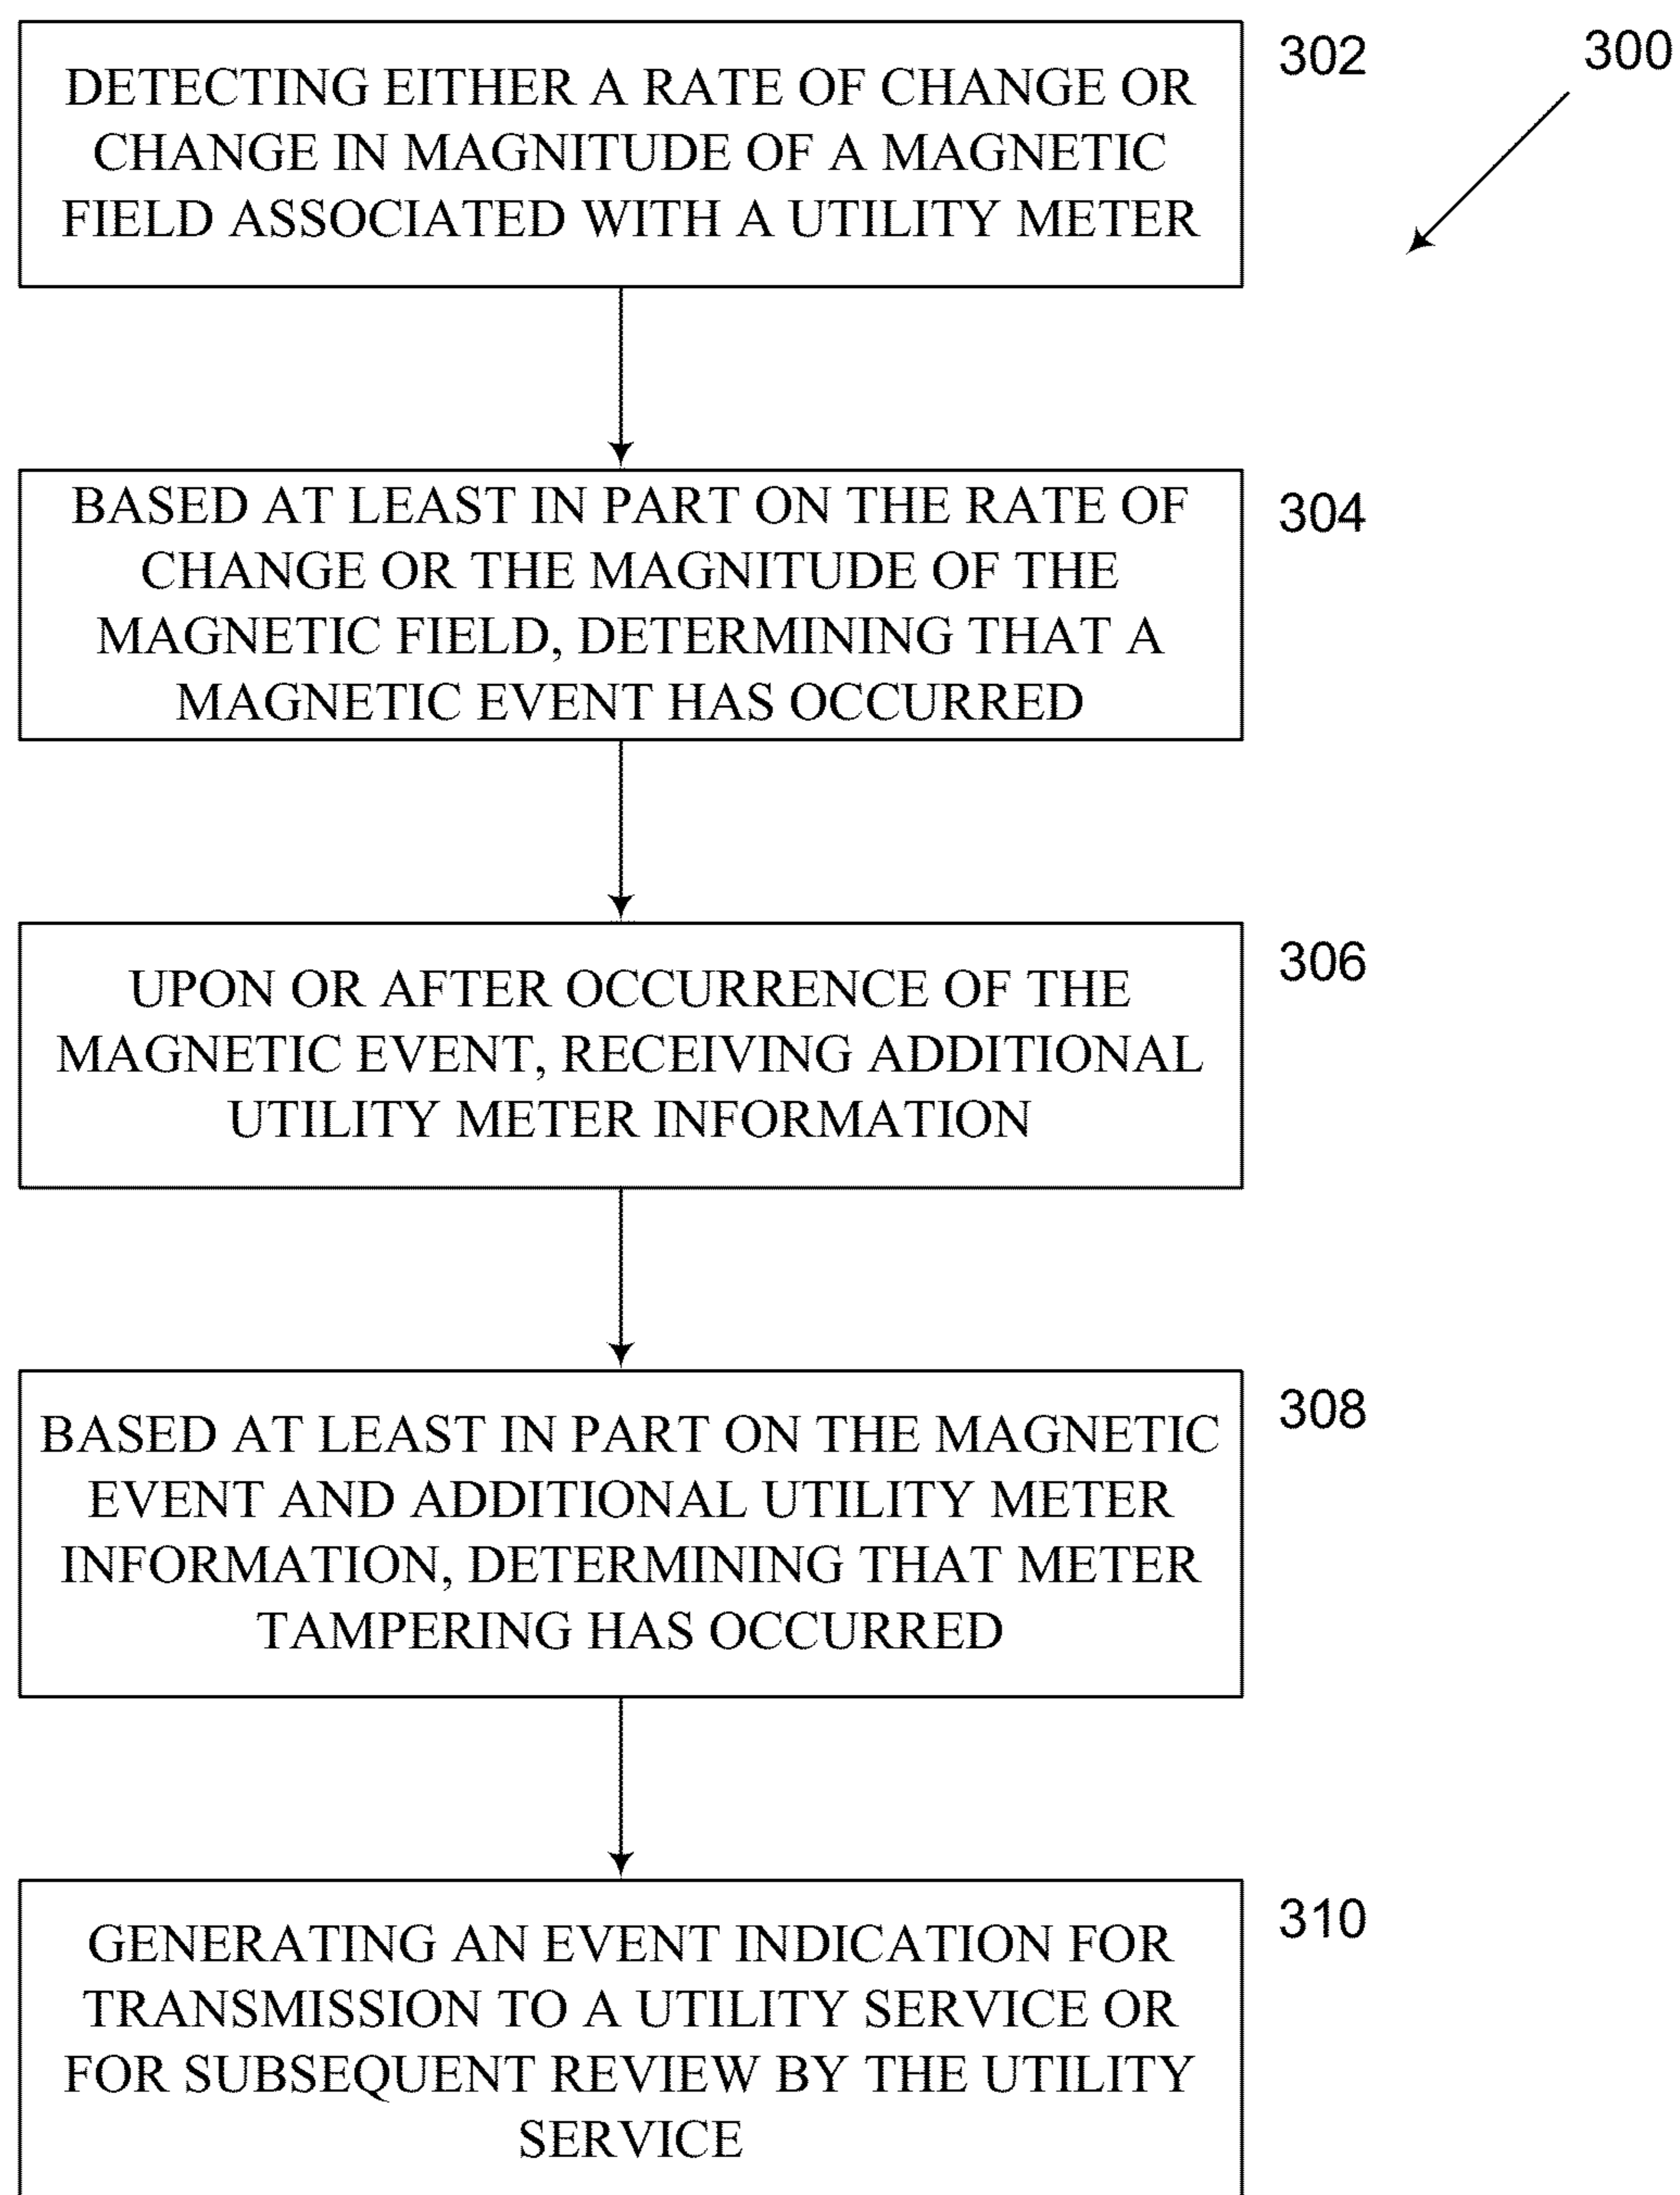 300
302
DETECTING EITHER A RATE OF CHANGE OR
CHANGE IN MAGNITUDE OF A MAGNETIC
FIELD ASSOCIATED WITH A UTILITY METER
304
BASED AT LEAST IN PART ON THE RATE OF
CHANGE OR THE MAGNITUDE OF THE
MAGNETIC FIELD, DETERMINING THAT A
MAGNETIC EVENT HAS OCCURRED
306
UPON OR AFTER OCCURRENCE OF THE
MAGNETIC EVENT, RECEIVING ADDITIONAL
UTILITY METER INFORMATION
308
BASED AT LEAST IN PART ON THE MAGNETIC
EVENT AND ADDITIONAL UTILITY METER
INFORMATION, DETERMINING THAT METER
TAMPERING HAS OCCURRED
310
GENERATING AN EVENT INDICATION FOR
TRANSMISSION TO A UTILITY SERVICE OR
FOR SUBSEQUENT REVIEW BY THE UTILITY
SERVICE